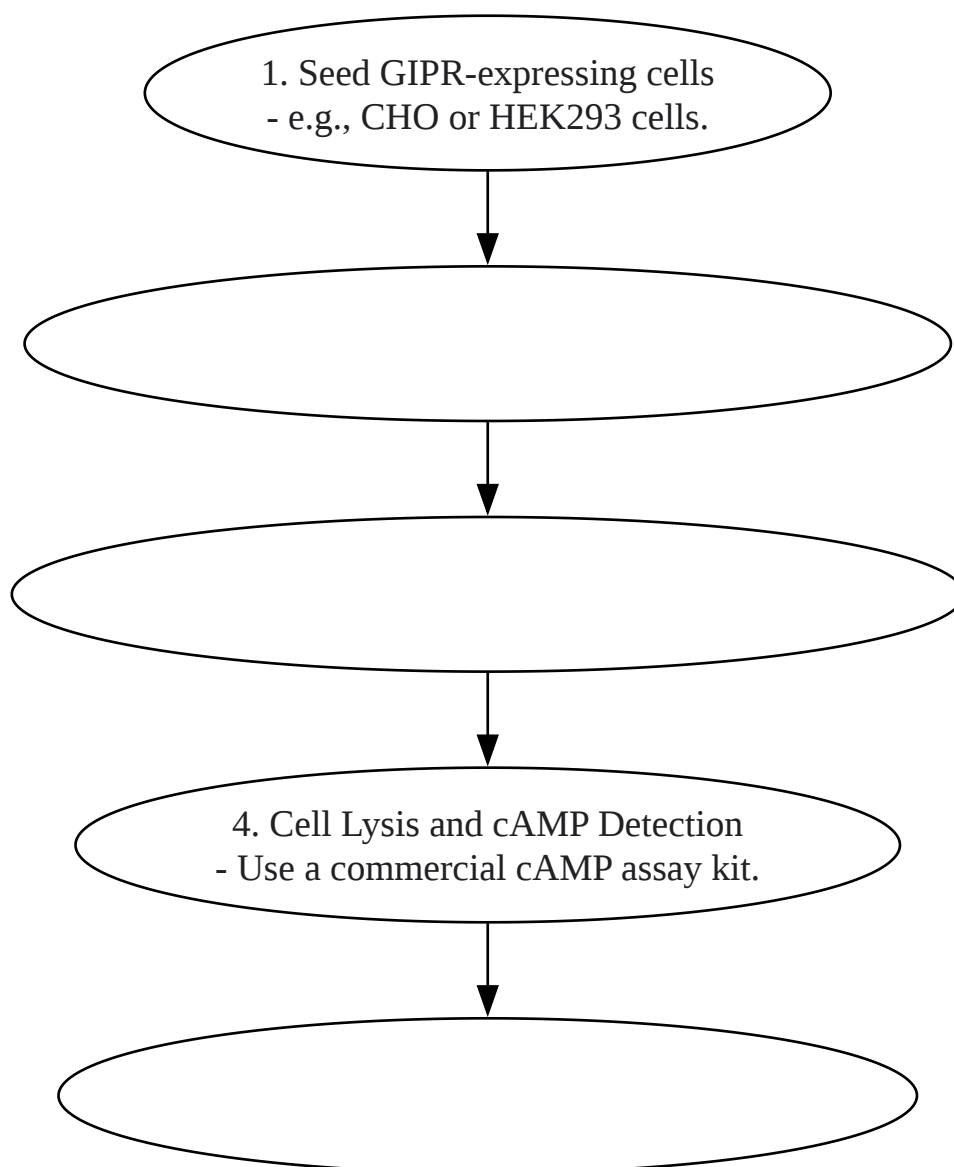 1. Seed GIPR-expressing cells
- e.g., CHO or HEK293 cells.
4. Cell Lysis and cAMP Detection
- Use a commercial cAMP assay kit.